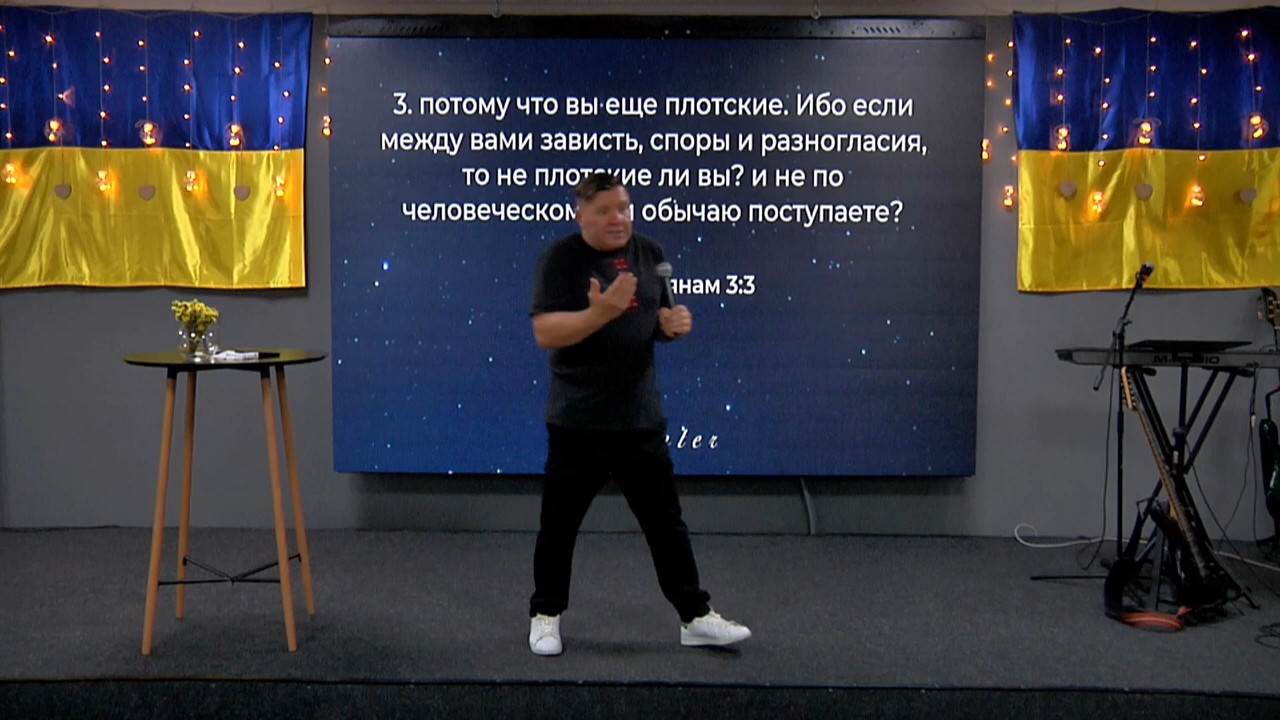 3. потому что вы еще плотские. Ибо если
между вами зависть, споры и разногласия,
то не плотские ли вы? и не по
обычаю поступаете?
3:3